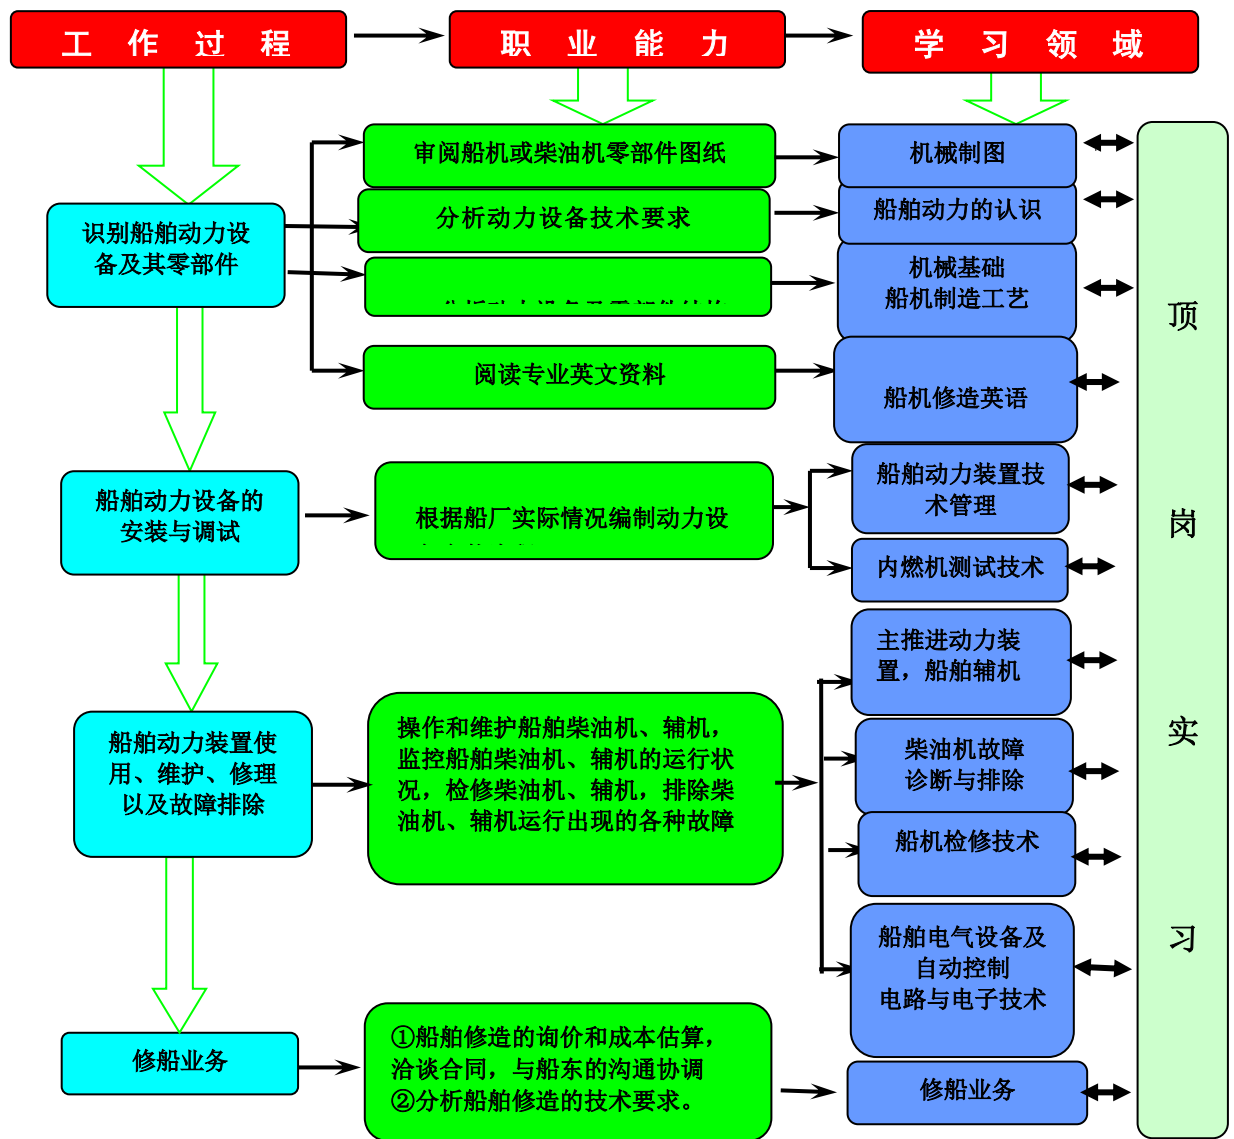 工 作 过 程
职 业 能 力
学 习 领 域
识别船舶动力设
备及其零部件
审阅船机或柴油机零部件图纸
机械制图
分析动力设备技术要求
船舶动力的认识
机械基础
船机制造工艺
阅读专业英文资料
船机修造英语
船舶动力设备的
安装与调试
根据船厂实际情况编制动力设
船舶动力装置技
术管理
内燃机测试技术
船舶动力装置使
用、维护、修理
以及故障排除
操作和维护船舶柴油机、辅机，
监控船舶柴油机、辅机的运行状
况，检修柴油机、辅机，排除柴
油机、辅机运行出现的各种故障
主推进动力装
置，船舶辅机
柴油机故障
诊断与排除
船机检修技术
船舶电气设备及
自动控制
电路与电子技术
修船业务
①船舶修造的询价和成本估算，
洽谈合同，与船东的沟通协调
②分析船舶修造的技术要求。
修船业务
顶
岗
实
习